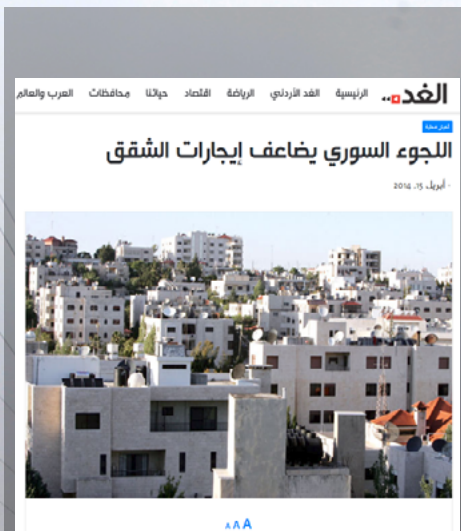 الغد
الرئيسية الغد الأردني الرياضة اقتصاد حياتنا محافظات العرب والعالم
اللجوء السوري يضاعف إيجارات الشقق
- أبريل 15، 2014
A A A